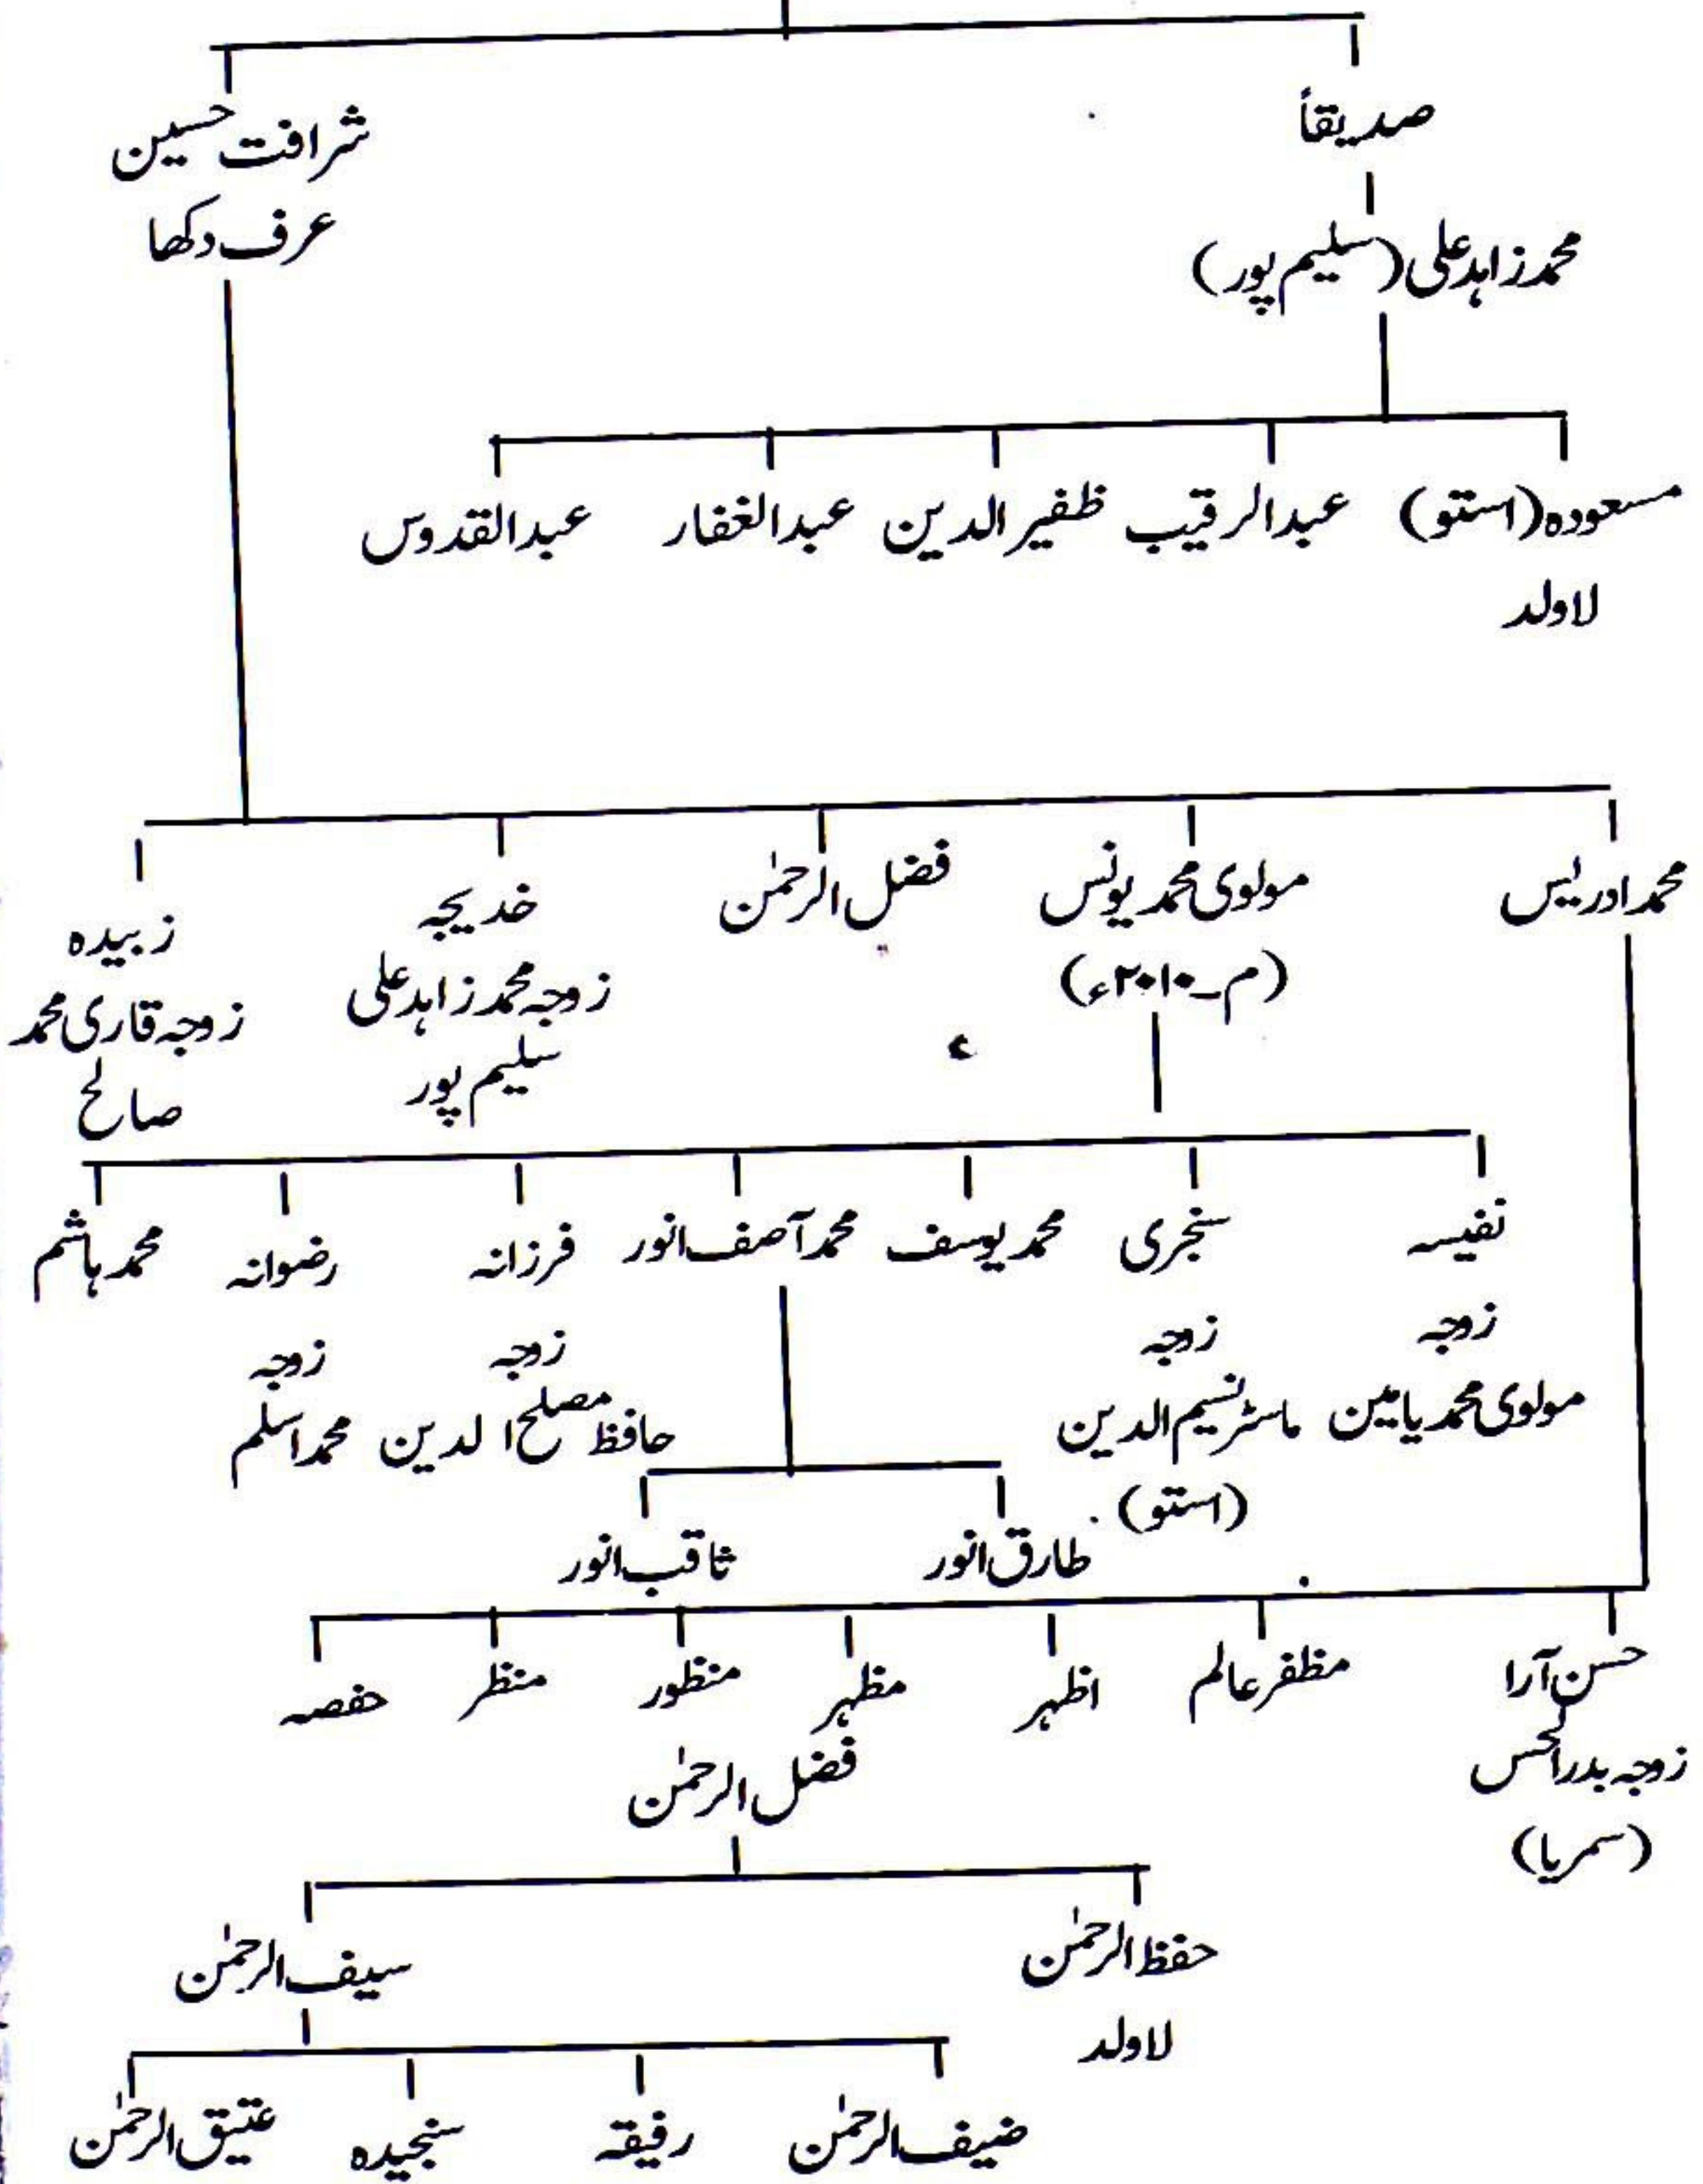 صدیقاً شرافت حسین
محمد زاہد علی (سلیم پور) عرف دکھا
مسعودہ (استو) عبدالرقیب ظفیر الدین عبدالغفار عبدالقدوس
لاولد
محمد ادریس مولوی محمد یونس فضل الرحمٰن خدیجہ زبیدہ
(م۔۲۰۱۰ء) زوجہ محمد زاہد علی زوجہ قاری محمد
سلیم پور صالح
نفیسہ سنجری محمد یوسف محمد آصف انور فرزانہ رضوانہ محمد ہاشم
زوجہ زوجہ زوجہ زوجہ
مولوی محمد یامین ماسٹر نسیم الدین حافظ مصلح الدین محمد اسلم
(استو)
طارق انور ثاقب انور
حسن آرا مظفر عالم اظہر مظہر منظور منظر حفصہ
زوجہ بدر الحسن فضل الرحمٰن
(سمریا)
حفظ الرحمٰن سیف الرحمٰن
لاولد
ضیف الرحمٰن رفیقہ سنجیدہ عتیق الرحمٰن